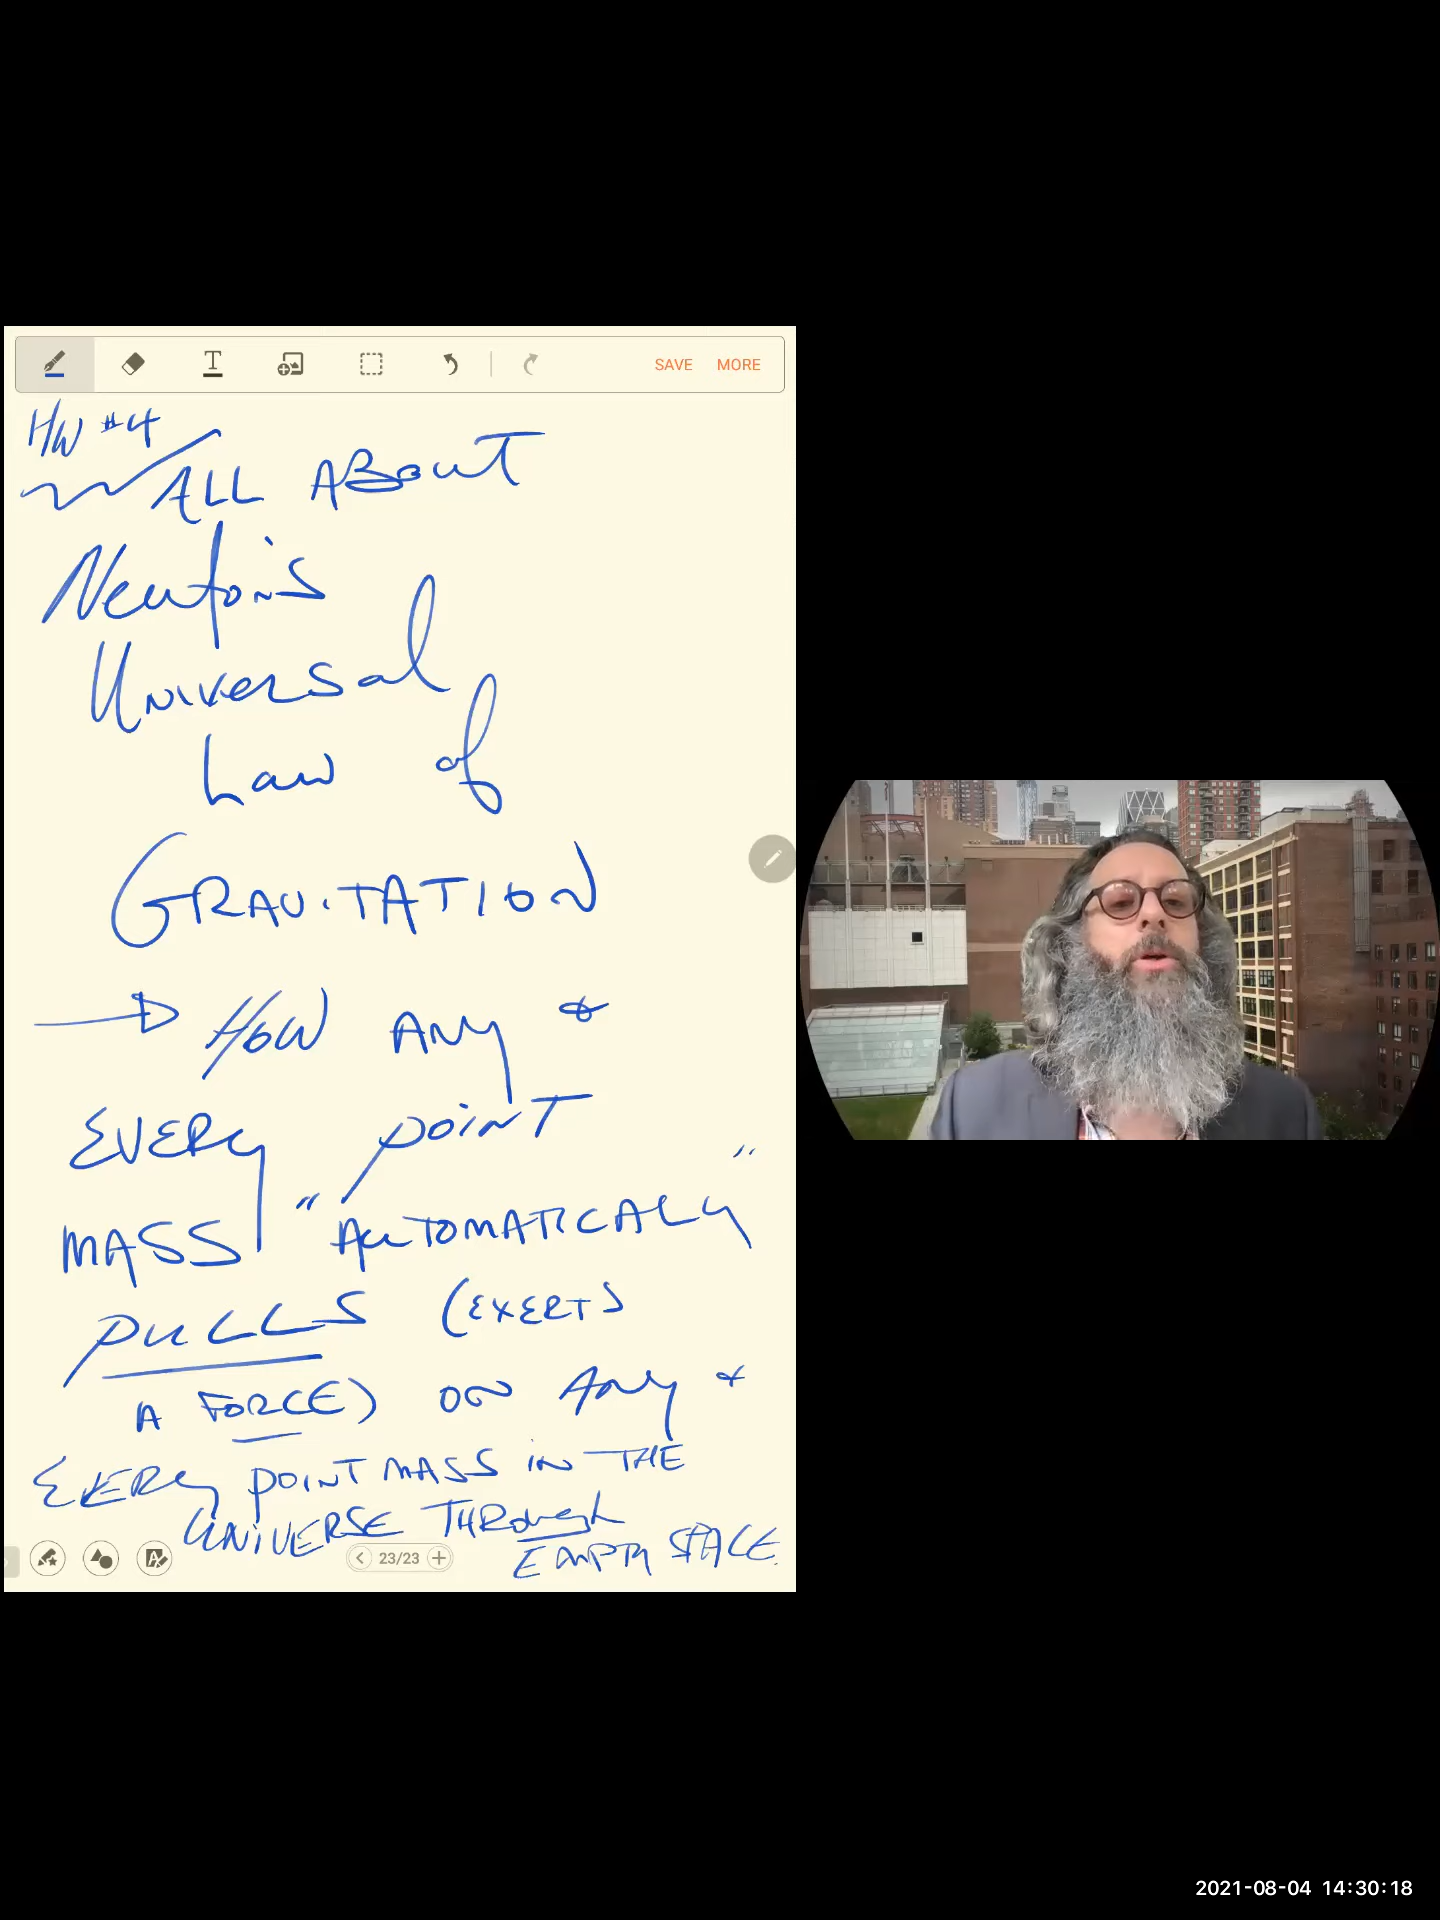 SAVE MORE
HW #4
ALL ABOUT
Newton's
Universal
Law of
GRAVITATION
→ HOW ANY &
EVERY POINT
MASS "AUTOMATICALLY"
PULLS (EXERTS
A FORCE) ON ANY &
EVERY POINT MASS IN THE
UNIVERSE THROUGH
EMPTY SPACE.
23/23
2021-08-04 14:30:18